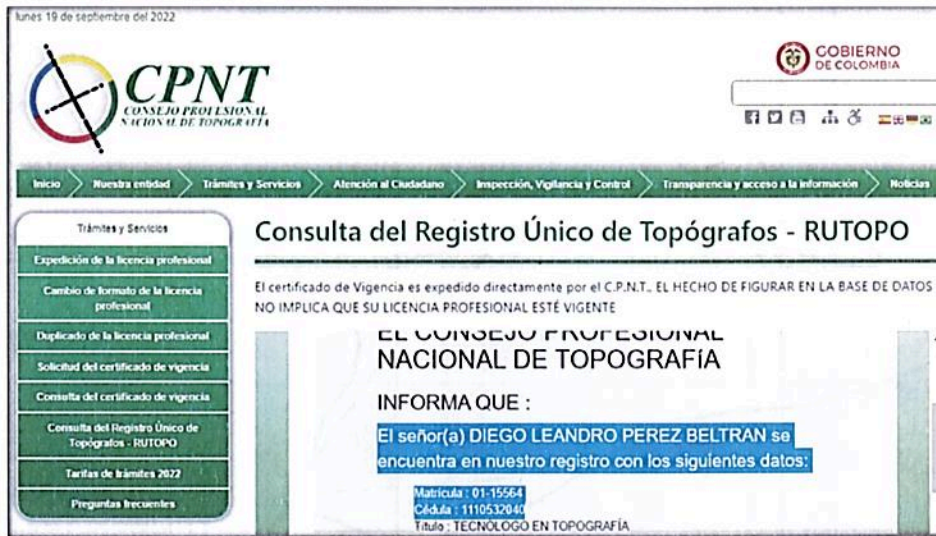 lunes 19 de septiembre del 2022
CPNT
CONSEJO PROFESIONAL
NACIONAL DE TOPOGRAFÍA
GOBIERNO
DE COLOMBIA
Inicio
Nuestra entidad
Trámites y Servicios
Atención al Ciudadano
Inspección, Vigilancia y Control
Transparencia y acceso a la información
Noticias
Trámites y Servicios
Expedición de la licencia profesional
Cambio de formato de la licencia
profesional
Duplicado de la licencia profesional
Solicitud del certificado de vigencia
Consulta del certificado de vigencia
Consulta del Registro Único de
Topógrafos - RUTOPO
Tarifas de trámites 2022
Preguntas frecuentes
Consulta del Registro Único de Topógrafos - RUTOPO
El certificado de Vigencia es expedido directamente por el C.P.N.T., EL HECHO DE FIGURAR EN LA BASE DE DATOS
NO IMPLICA QUE SU LICENCIA PROFESIONAL ESTÉ VIGENTE
EL CONSEJO PROFESIONAL
NACIONAL DE TOPOGRAFíA
INFORMA QUE :
El señor(a) DIEGO LEANDRO PEREZ BELTRAN se
encuentra en nuestro registro con los siguientes datos:
Matrícula : 01-15564
Cédula : 1110532040
Título : TECNÓLOGO EN TOPOGRAFÍA